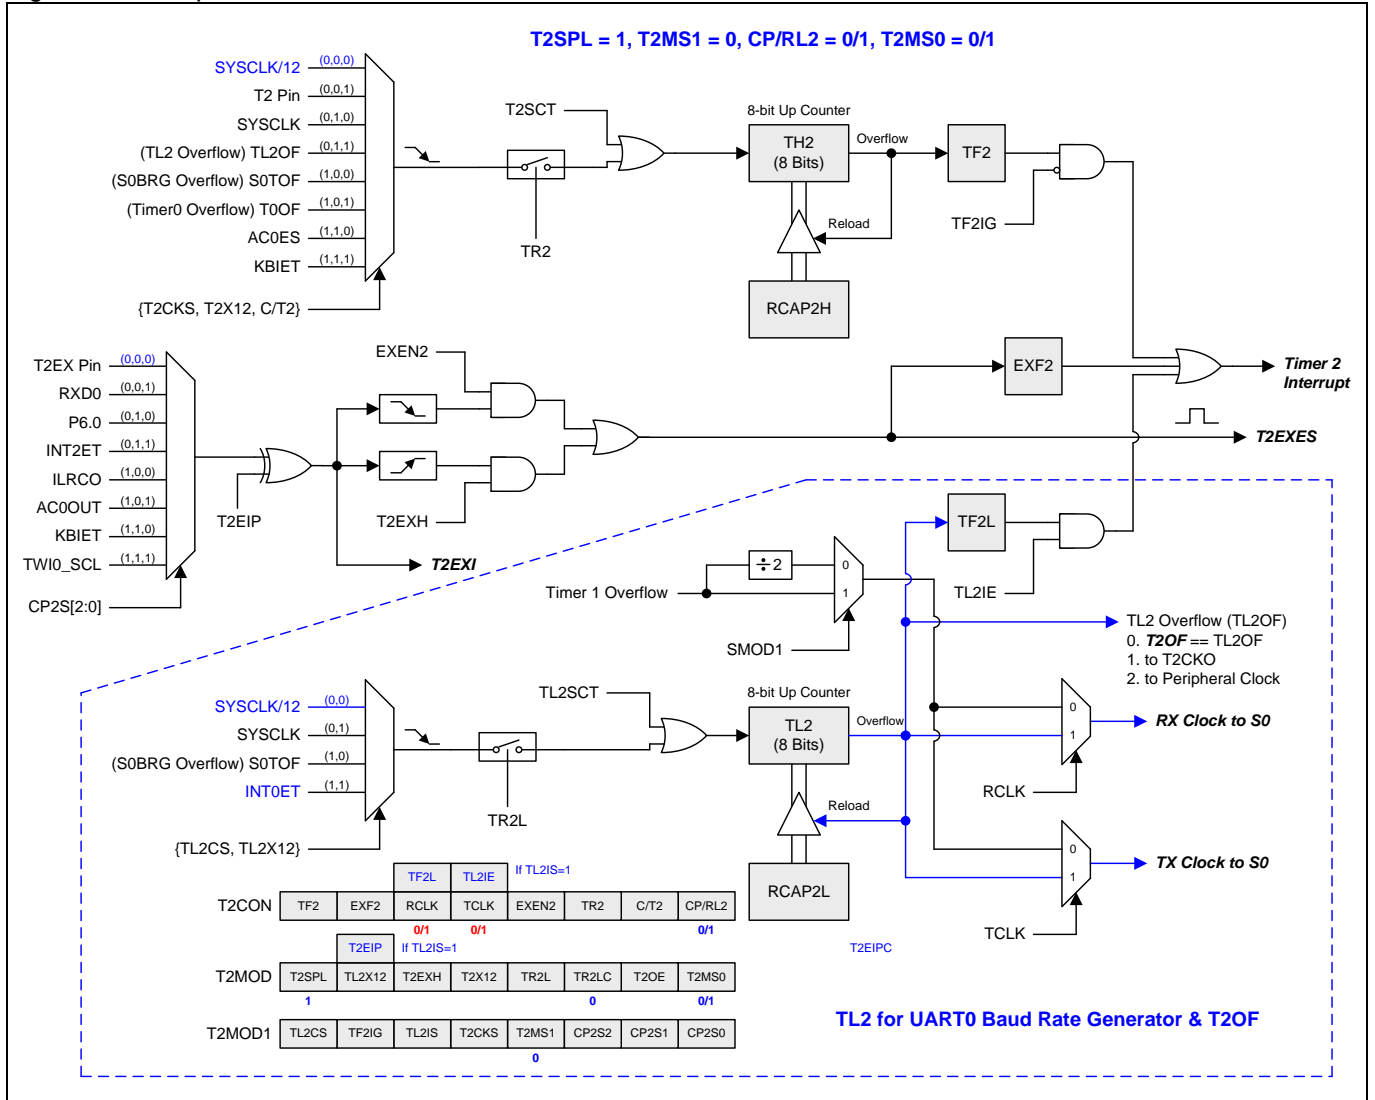 T2SPL = 1, T2MS1 = 0, CP/RL2 = 0/1, T2MS0 = 0/1
SYSCLK/12 (0,0,0)
T2 Pin (0,0,1)
SYSCLK (0,1,0)
(TL2 Overflow) TL2OF (0,1,1)
(S0BRG Overflow) S0TOF (1,0,0)
(Timer0 Overflow) T0OF (1,0,1)
AC0ES (1,1,0)
KBIET (1,1,1)
{T2CKS, T2X12, C/T2}
TR2
T2SCT
8-bit Up Counter
TH2
(8 Bits)
Overflow
Reload
RCAP2H
TF2
TF2IG
T2EX Pin (0,0,0)
RXD0 (0,0,1)
P6.0 (0,1,0)
INT2ET (0,1,1)
ILRCO (1,0,0)
AC0OUT (1,0,1)
KBIET (1,1,0)
TWI0_SCL (1,1,1)
CP2S[2:0]
T2EIP
EXEN2
T2EXH
T2EXI
EXF2
Timer 2
Interrupt
T2EXES
TF2L
TL2IE
Timer 1 Overflow
÷ 2
0
1
SMOD1
TL2 Overflow (TL2OF)
0. T2OF == TL2OF
1. to T2CKO
2. to Peripheral Clock
SYSCLK/12 (0,0)
SYSCLK (0,1)
(S0BRG Overflow) S0TOF (1,0)
INT0ET (1,1)
{TL2CS, TL2X12}
TR2L
TL2SCT
8-bit Up Counter
TL2
(8 Bits)
Overflow
Reload
RCAP2L
0
1
RX Clock to S0
RCLK
0
1
TX Clock to S0
TCLK
TF2L TL2IE If TL2IS=1
T2CON TF2 EXF2 RCLK TCLK EXEN2 TR2 C/T2 CP/RL2
0/1 0/1 0/1
T2EIP If TL2IS=1 T2EIPC
T2MOD T2SPL TL2X12 T2EXH T2X12 TR2L TR2LC T2OE T2MS0
1 0 0/1
T2MOD1 TL2CS TF2IG TL2IS T2CKS T2MS1 CP2S2 CP2S1 CP2S0
0
TL2 for UART0 Baud Rate Generator & T2OF